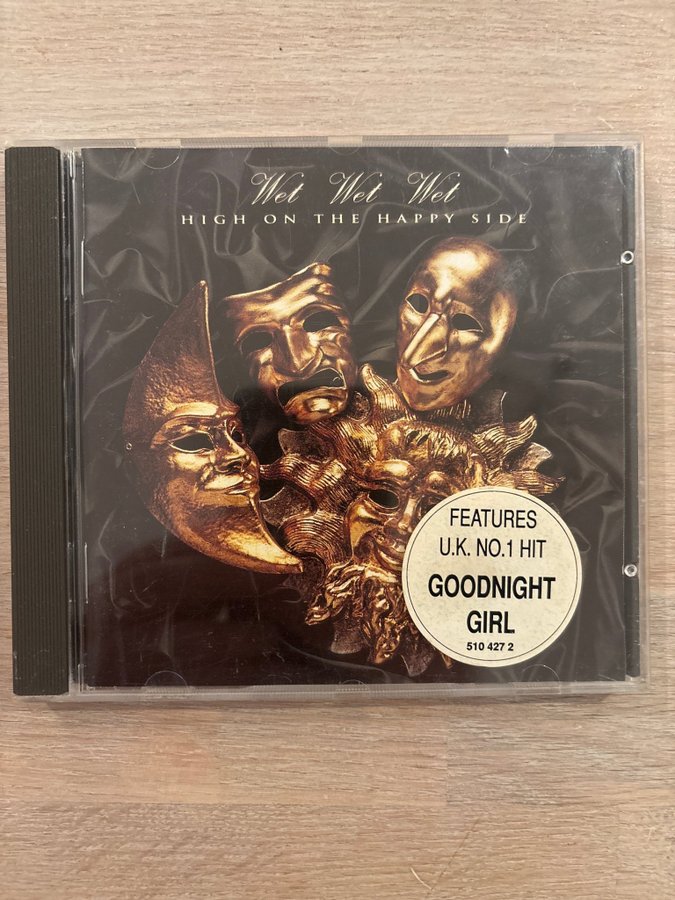 Wet Wet Wet
HIGH ON THE HAPPY SIDE
FEATURES
U.K. NO.1 HIT
GOODNIGHT
GIRL
510 427 2